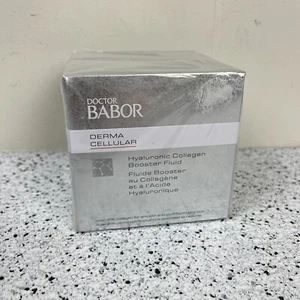 DOCTOR
BABOR
DERMA
CELLULAR
Hyaluronic Collagen
Booster Fluid
Fluide Booster
au Collagène
et à l'Acide
Hyaluronique